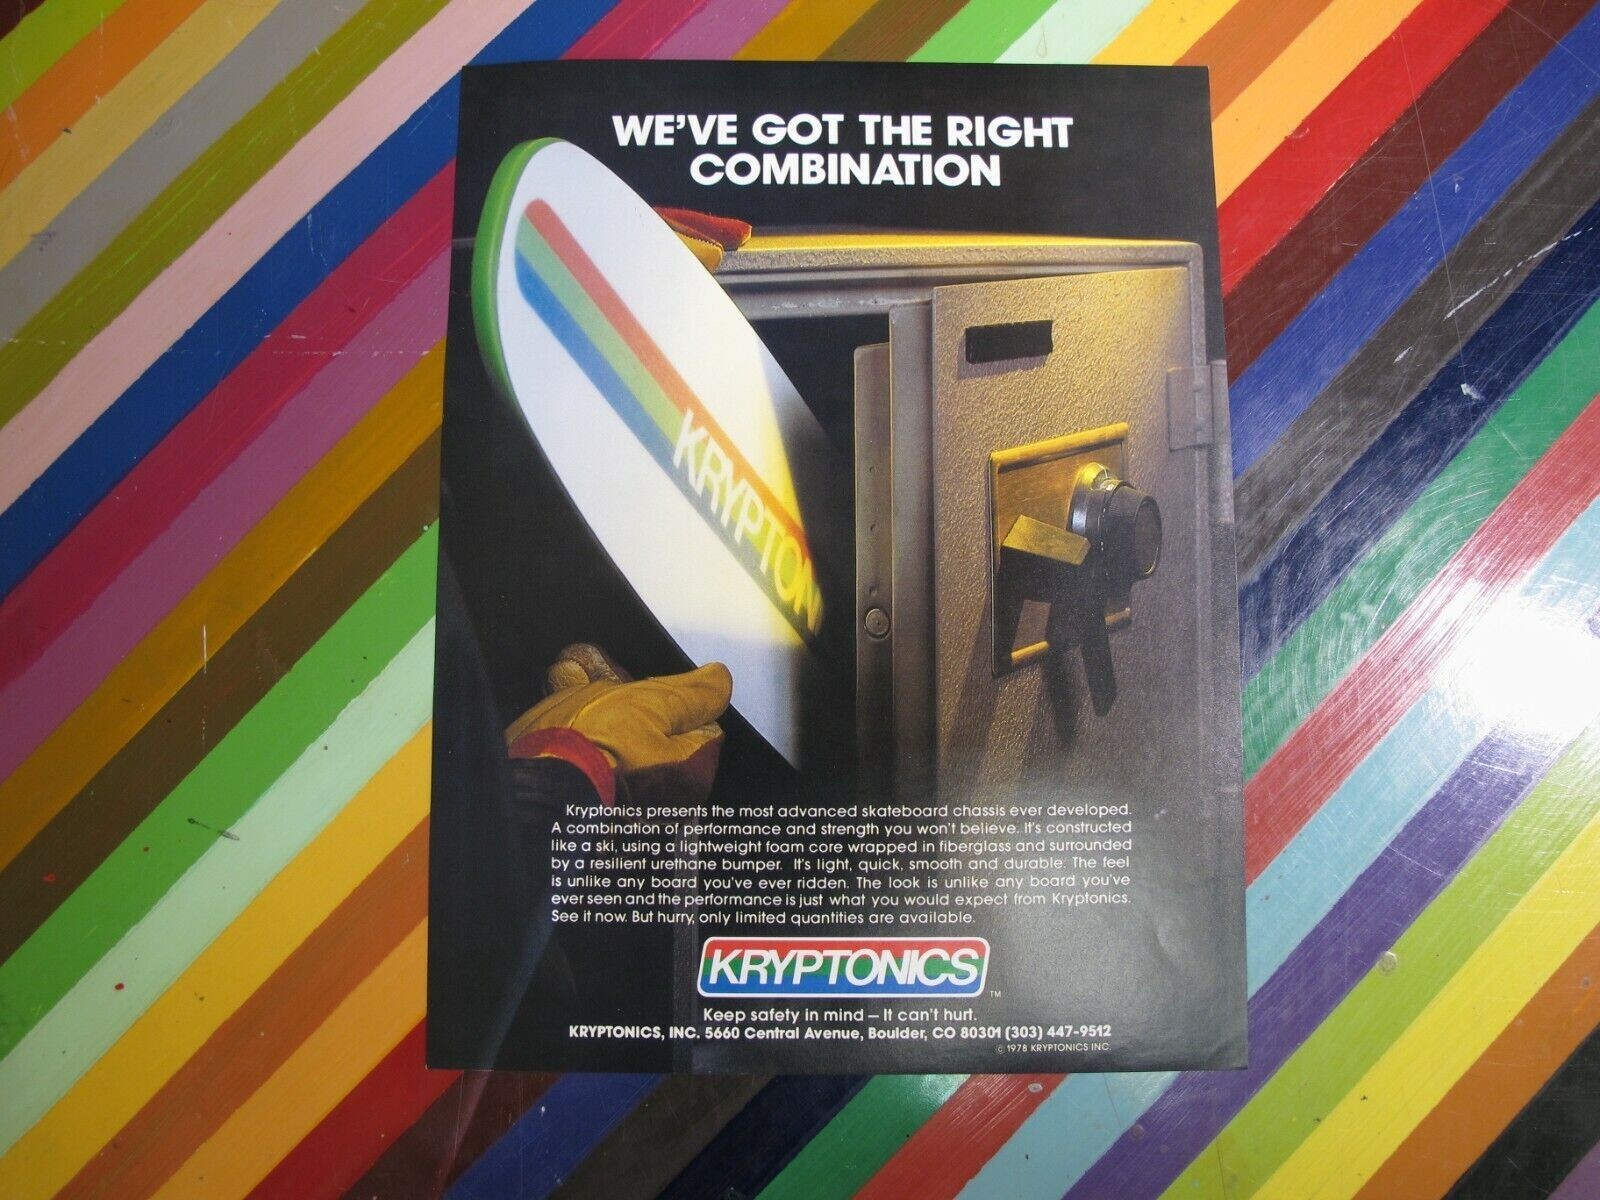 WE'VE GOT THE RIGHT
COMBINATION
KRYPTON
Kryptonics presents the most advanced skateboard chassis ever developed.
A combination of performance and strength you won't believe. It's constructed
like a ski, using a lightweight foam core wrapped in fiberglass and surrounded
by a resilient urethane bumper. It's light, quick, smooth and durable. The feel
is unlike any board you've ever ridden. The look is unlike any board you've
ever seen and the performance is just what you would expect from Kryptonics.
See it now. But hurry, only limited quantities are available.
KRYPTONICS
TM
Keep safety in mind – It can't hurt.
KRYPTONICS, INC. 5660 Central Avenue, Boulder, CO 80301 (303) 447-9512
© 1978 KRYPTONICS INC.